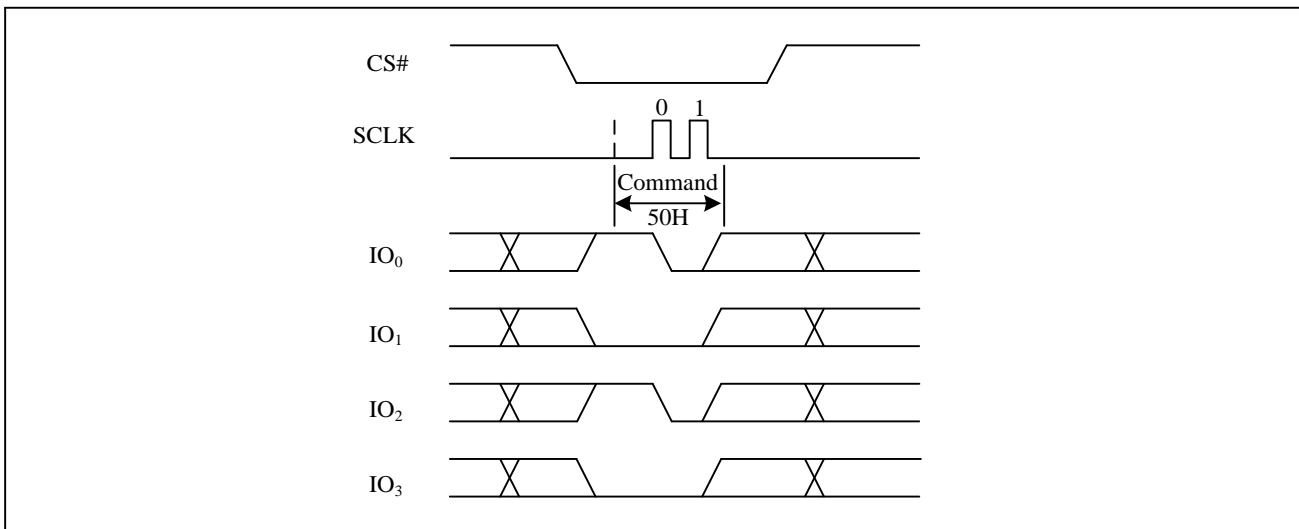 CS#
0 1
SCLK
Command
50H
IO₀
IO₁
IO₂
IO₃